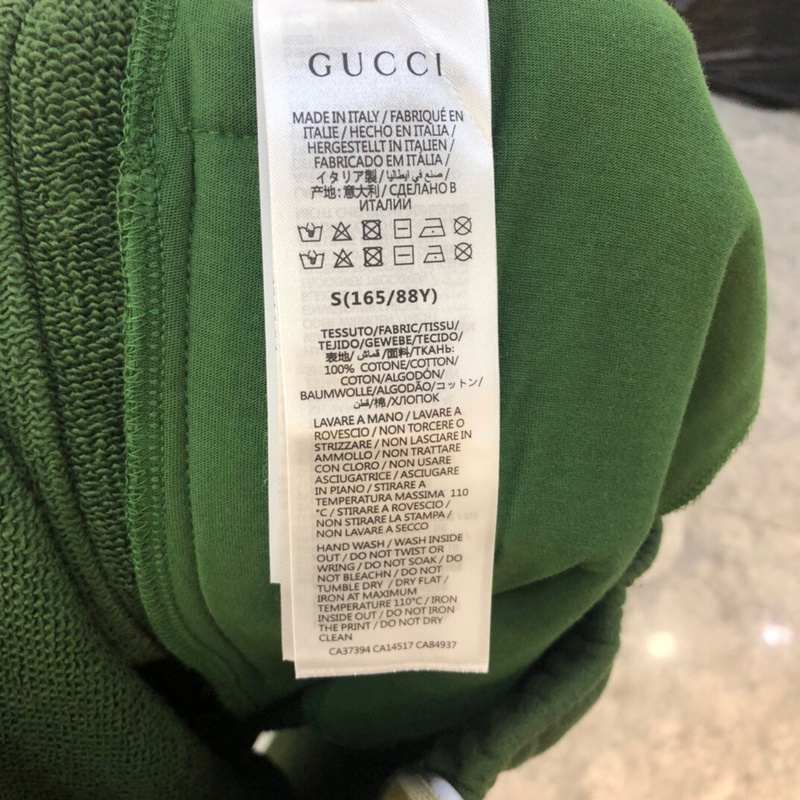 GUCCI
MADE IN ITALY / FABRIQUÉ EN
ITALIE / HECHO EN ITALIA /
HERGESTELLT IN ITALIEN /
FABRICADO EM ITÁLIA /
イタリア製 / صنع في ايطاليا /
产地: 意大利 / СДЕЛАНО В
ИТАЛИИ
S(165/88Y)
TESSUTO/FABRIC/TISSU/
TEJIDO/GEWEBE/TECIDO/
表地/ قماش /面料/ТКАНЬ:
100% COTONE/COTTON/
COTON/ALGODÓN/
BAUMWOLLE/ALGODÃO/コットン/
قطن/棉/ХЛОПОК
LAVARE A MANO / LAVARE A
ROVESCIO / NON TORCERE O
STRIZZARE / NON LASCIARE IN
AMMOLLO / NON TRATTARE
CON CLORO / NON USARE
ASCIUGATRICE / ASCIUGARE
IN PIANO / STIRARE A
TEMPERATURA MASSIMA 110
°C / STIRARE A ROVESCIO /
NON STIRARE LA STAMPA /
NON LAVARE A SECCO
HAND WASH / WASH INSIDE
OUT / DO NOT TWIST OR
WRING / DO NOT SOAK / DO
NOT BLEACHN / DO NOT
TUMBLE DRY / DRY FLAT /
IRON AT MAXIMUM
TEMPERATURE 110°C / IRON
INSIDE OUT / DO NOT IRON
THE PRINT / DO NOT DRY
CLEAN
CA37394 CA14517 CA84937